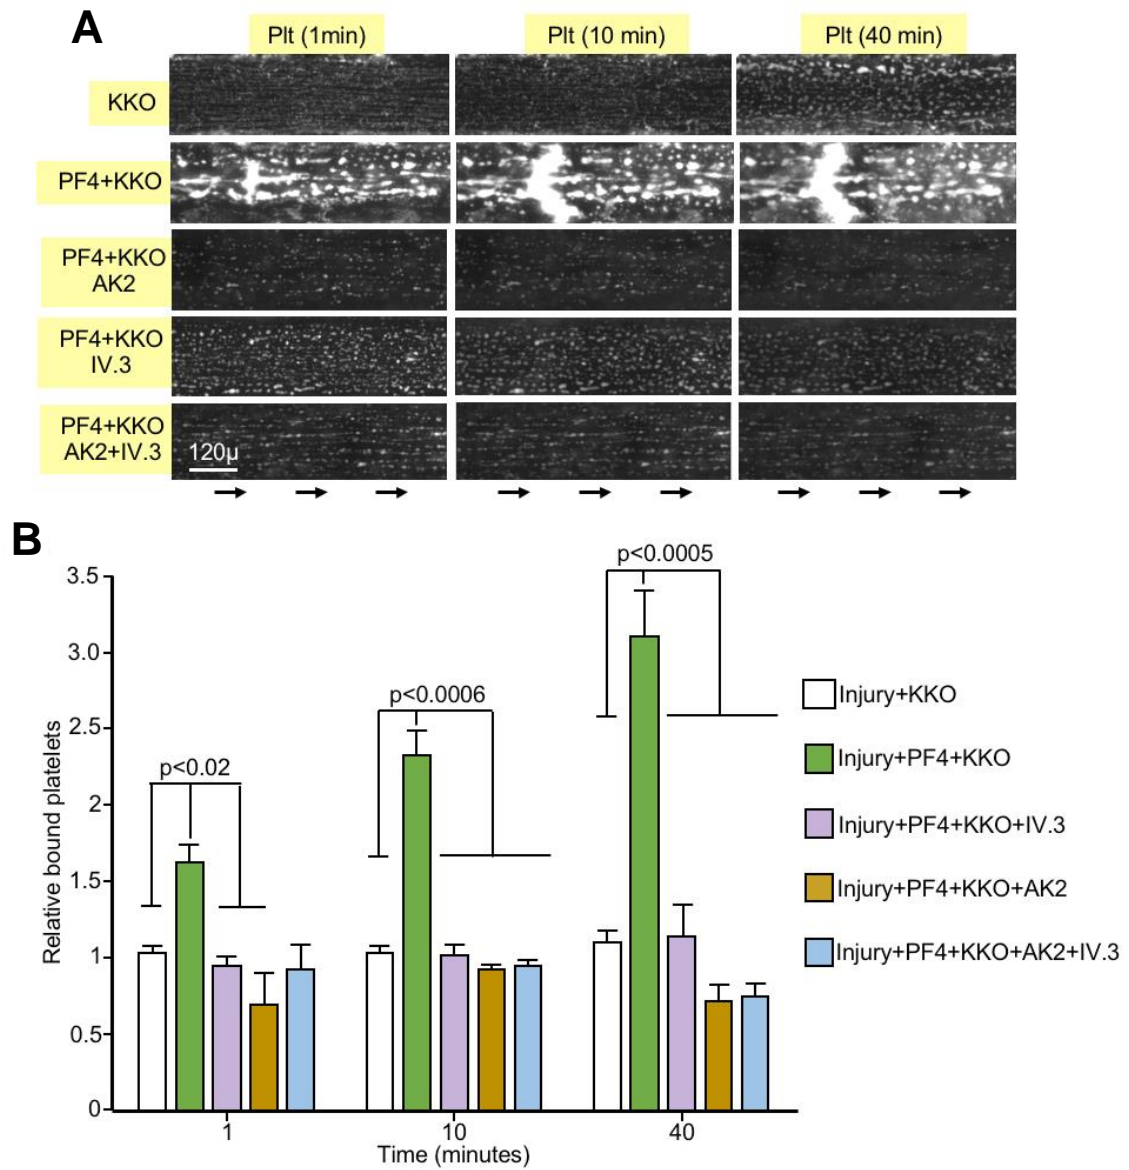 A
Plt (1min)
Plt (10 min)
Plt (40 min)
KKO
PF4+KKO
PF4+KKO
AK2
PF4+KKO
IV.3
PF4+KKO
AK2+IV.3
120µ
B
Relative bound platelets
3.5
3.0
2.5
2
1.5
1
0.5
0
p<0.02
p<0.0006
p<0.0005
1
10
40
Time (minutes)
Injury+KKO
Injury+PF4+KKO
Injury+PF4+KKO+IV.3
Injury+PF4+KKO+AK2
Injury+PF4+KKO+AK2+IV.3